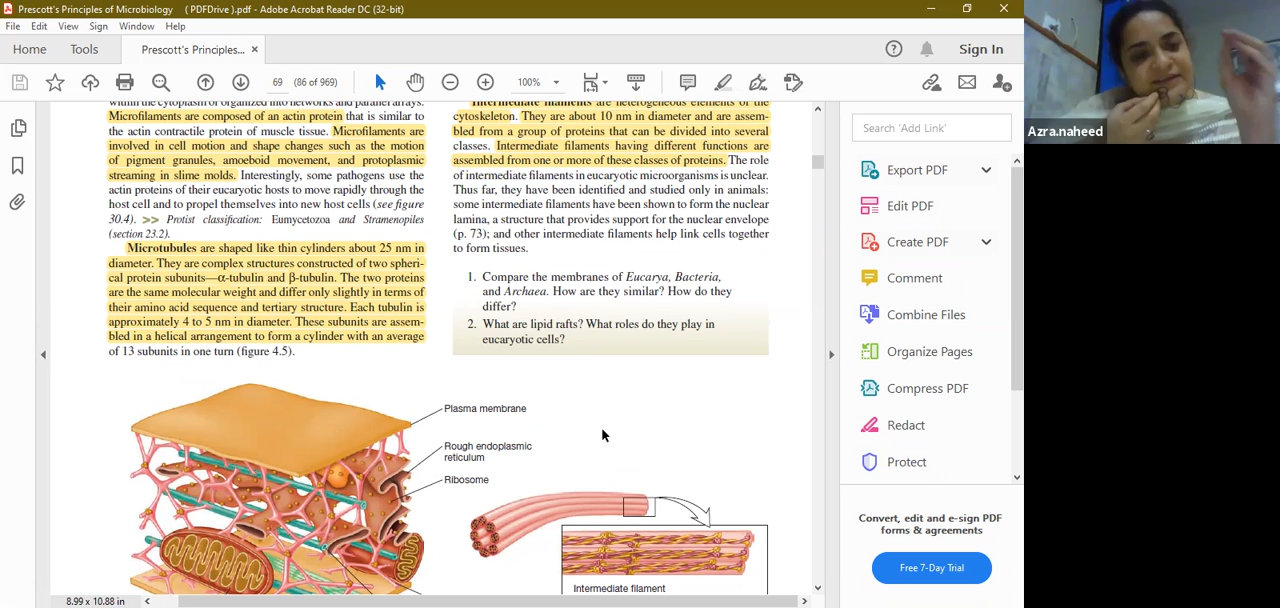 Prescott's Principles of Microbiology ( PDFDrive ).pdf - Adobe Acrobat Reader DC (32-bit)
File Edit View Sign Window Help
Home Tools Prescott's Principles... × Sign In
69 (86 of 969) 100%
within the cytoplasm or organized into networks and parallel arrays.
Microfilaments are composed of an actin protein that is similar to
the actin contractile protein of muscle tissue. Microfilaments are
involved in cell motion and shape changes such as the motion
of pigment granules, amoeboid movement, and protoplasmic
streaming in slime molds. Interestingly, some pathogens use the
actin proteins of their eukaryotic hosts to move rapidly through the
host cell and to propel themselves into new host cells (see figure
30.4). >> Protist classification: Eumycetozoa and Stramenopiles
(section 23.2).
Microtubules are shaped like thin cylinders about 25 nm in
diameter. They are complex structures constructed of two spheri-
cal protein subunits—α-tubulin and β-tubulin. The two proteins
are the same molecular weight and differ only slightly in terms of
their amino acid sequence and tertiary structure. Each tubulin is
approximately 4 to 5 nm in diameter. These subunits are assem-
bled in a helical arrangement to form a cylinder with an average
of 13 subunits in one turn (figure 4.5).
Intermediate filaments are heterogeneous elements of the
cytoskeleton. They are about 10 nm in diameter and are assem-
bled from a group of proteins that can be divided into several
classes. Intermediate filaments having different functions are
assembled from one or more of these classes of proteins. The role
of intermediate filaments in eucaryotic microorganisms is unclear.
Thus far, they have been identified and studied only in animals:
some intermediate filaments have been shown to form the nuclear
lamina, a structure that provides support for the nuclear envelope
(p. 73); and other intermediate filaments help link cells together
to form tissues.
1. Compare the membranes of Eucarya, Bacteria,
and Archaea. How are they similar? How do they
differ?
2. What are lipid rafts? What roles do they play in
eucaryotic cells?
Plasma membrane
Rough endoplasmic
reticulum
Ribosome
Intermediate filament
8.99 x 10.88 in
Search 'Add Link'
Export PDF
Edit PDF
Create PDF
Comment
Combine Files
Organize Pages
Compress PDF
Redact
Protect
Convert, edit and e-sign PDF
forms & agreements
Free 7-Day Trial
Azra.naheed